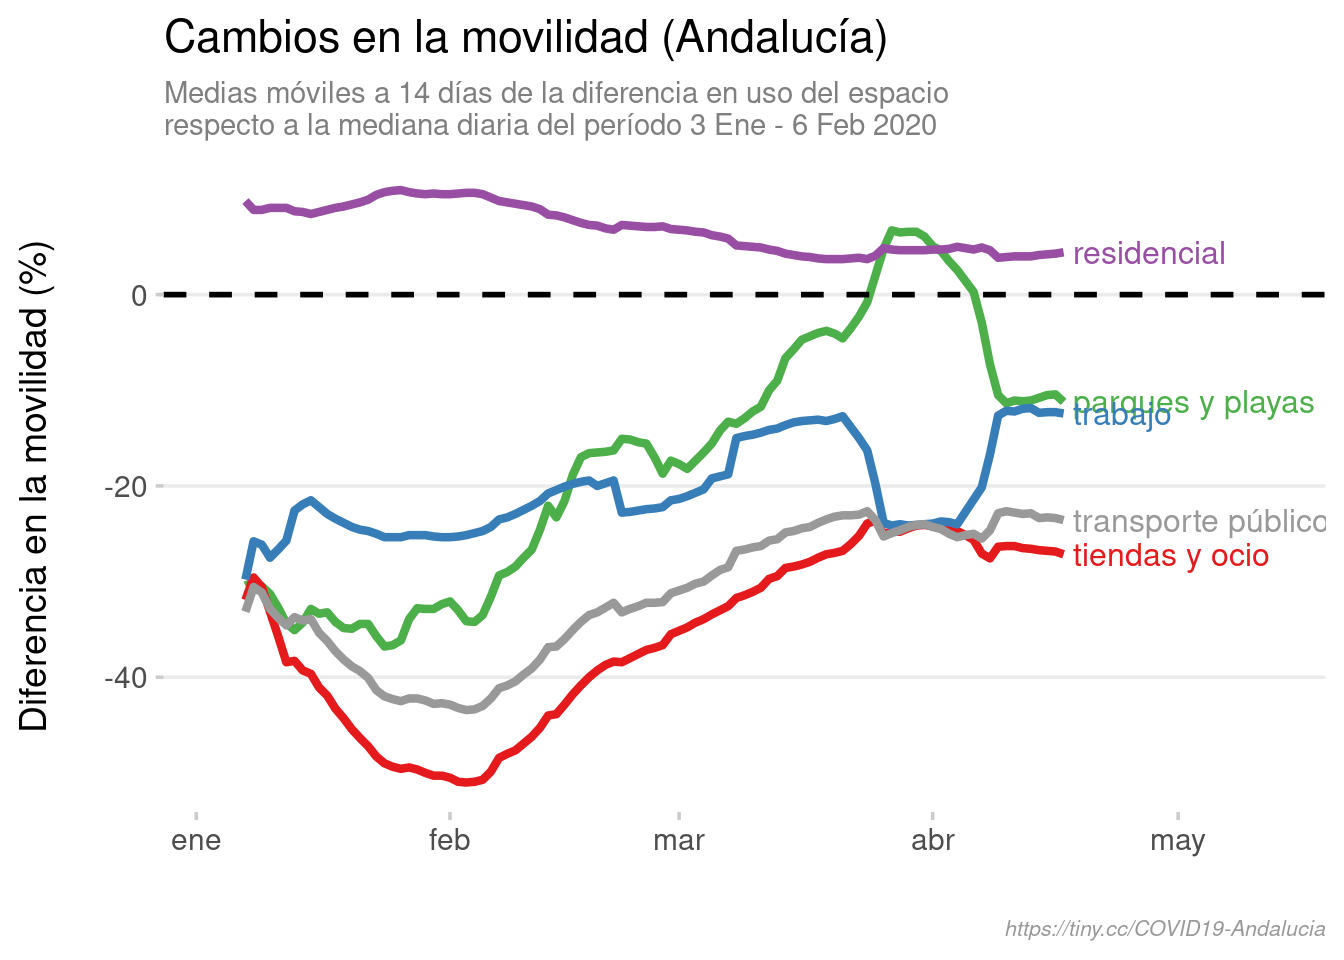 Cambios en la movilidad (Andalucía)
Medias móviles a 14 días de la diferencia en uso del espacio
respecto a la mediana diaria del período 3 Ene - 6 Feb 2020
Diferencia en la movilidad (%)
0
-20
-40
residencial
parques y playas
trabajo
transporte público
tiendas y ocio
ene feb mar abr may
https://tiny.cc/COVID19-Andalucia